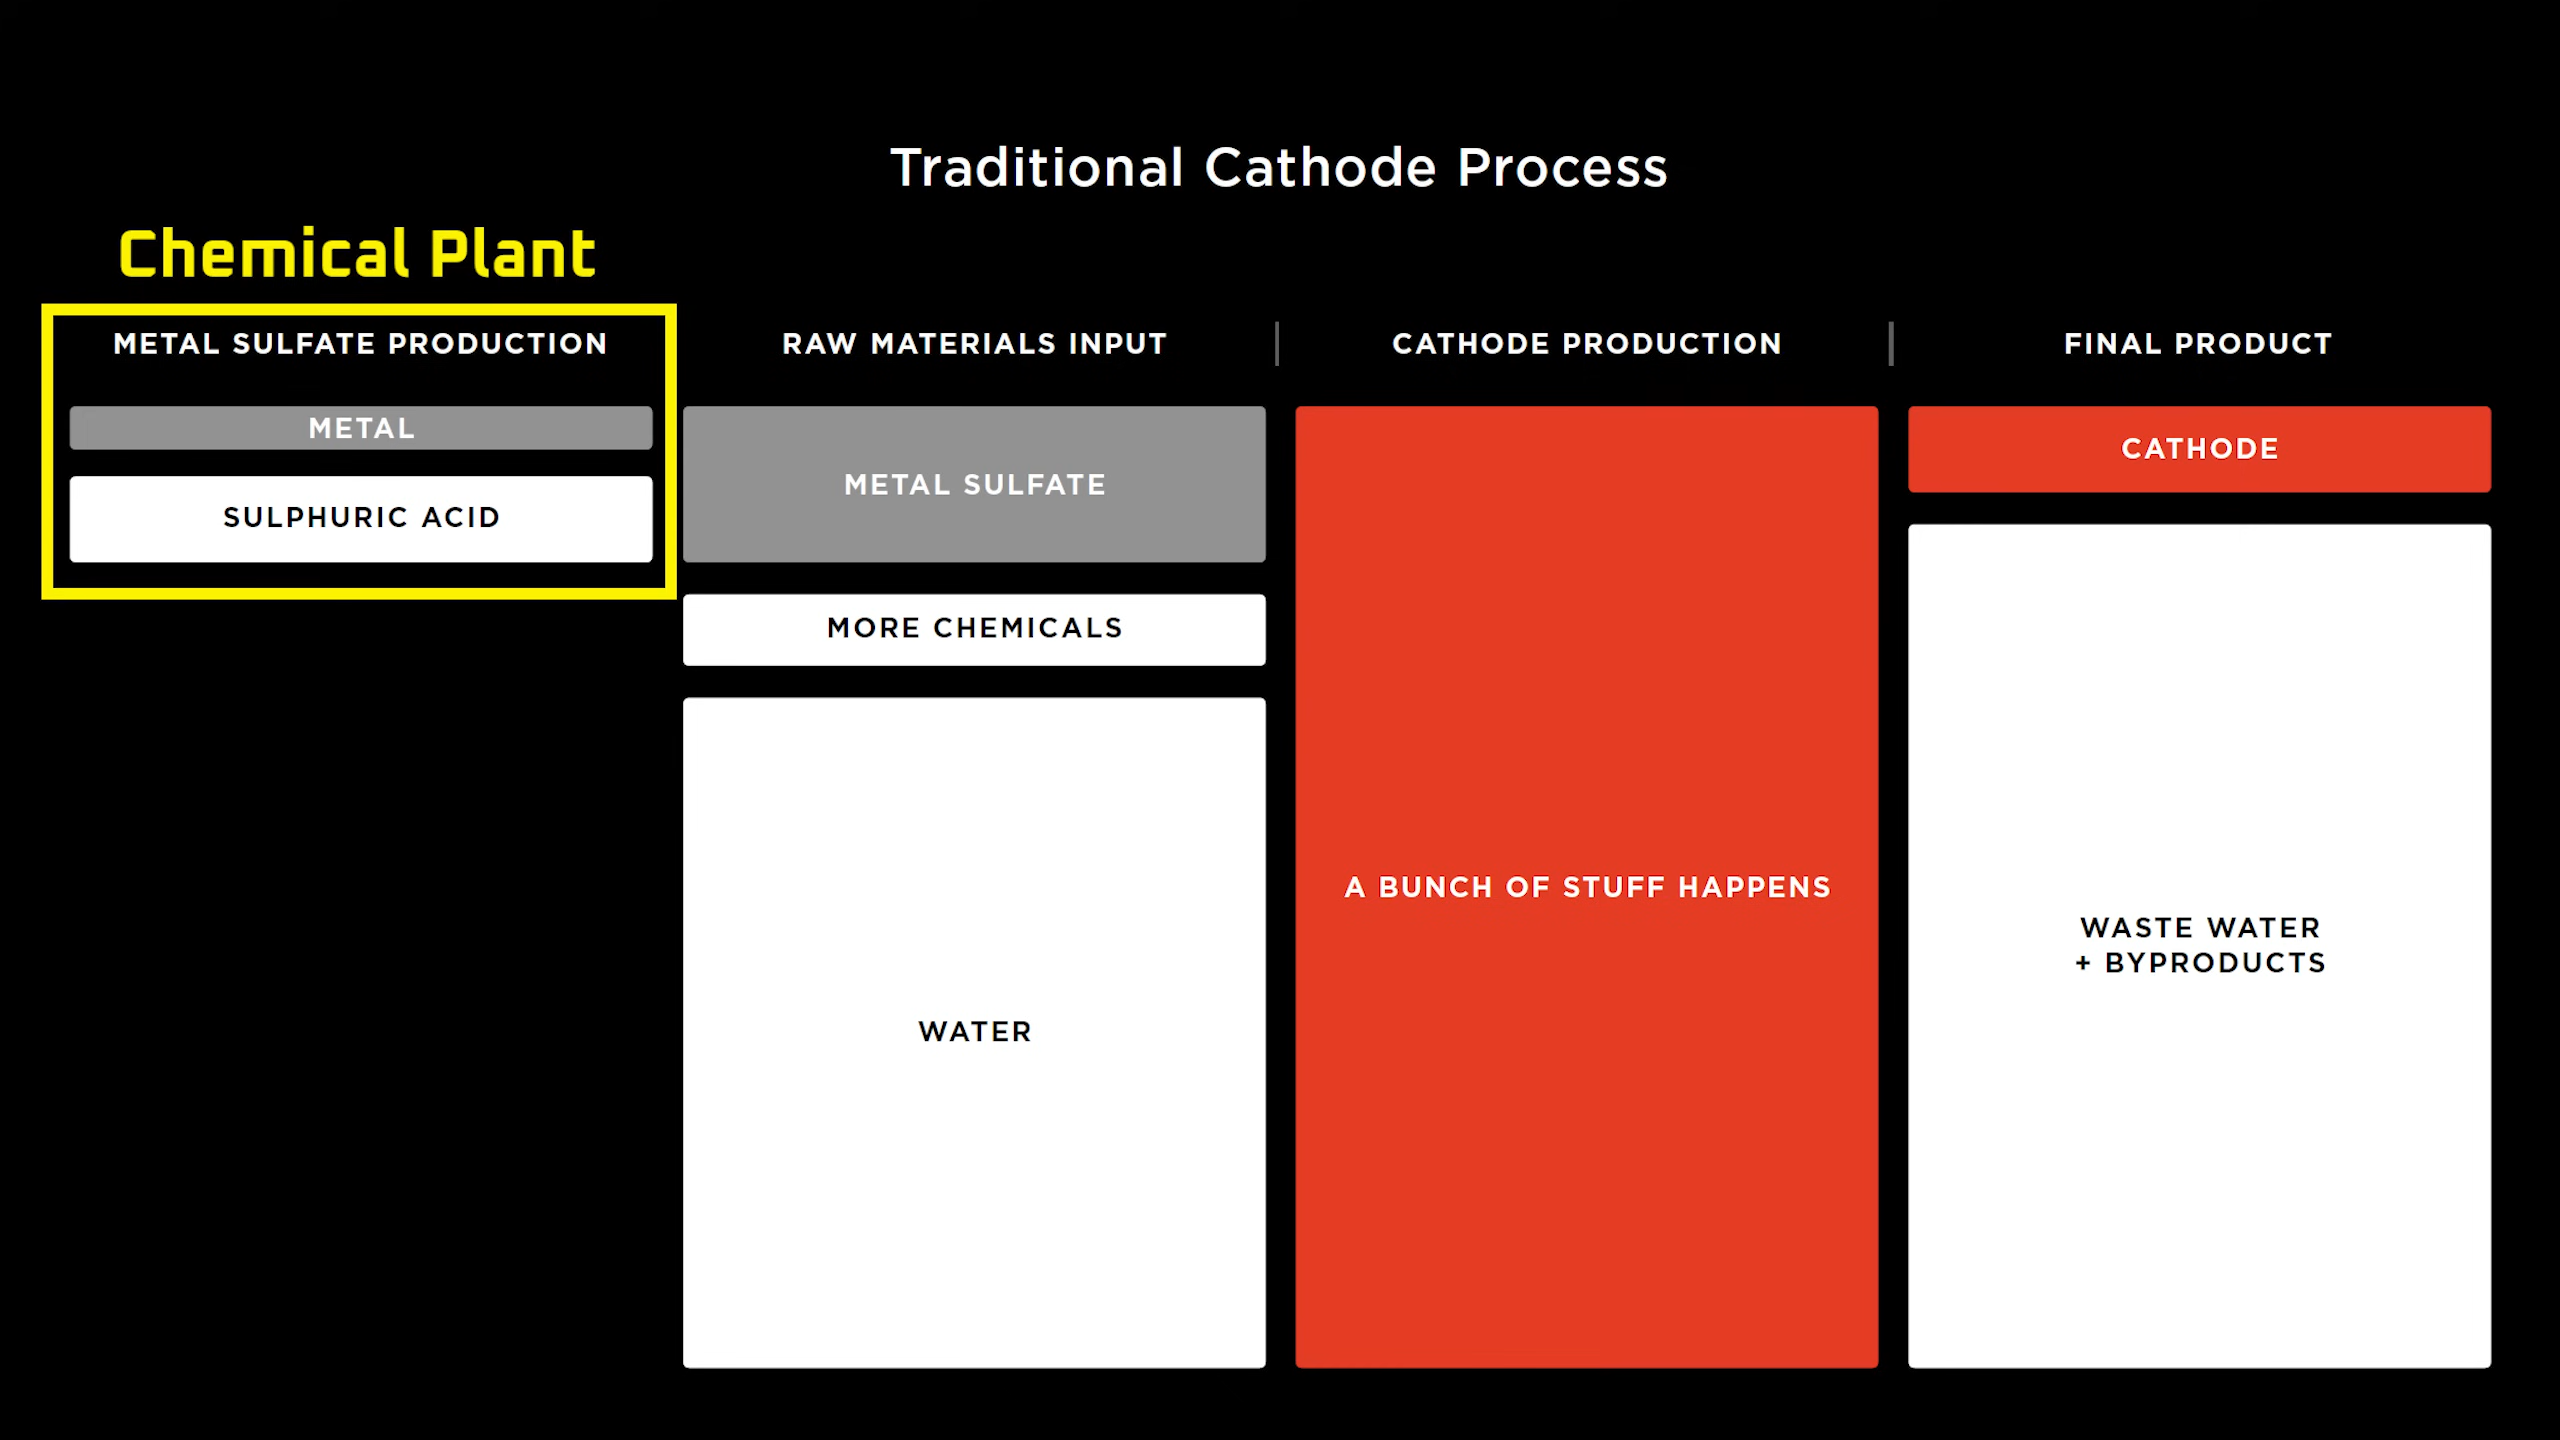 Traditional Cathode Process
Chemical Plant
METAL SULFATE PRODUCTION
METAL
SULPHURIC ACID
RAW MATERIALS INPUT
METAL SULFATE
MORE CHEMICALS
WATER
CATHODE PRODUCTION
A BUNCH OF STUFF HAPPENS
FINAL PRODUCT
CATHODE
WASTE WATER
+ BYPRODUCTS